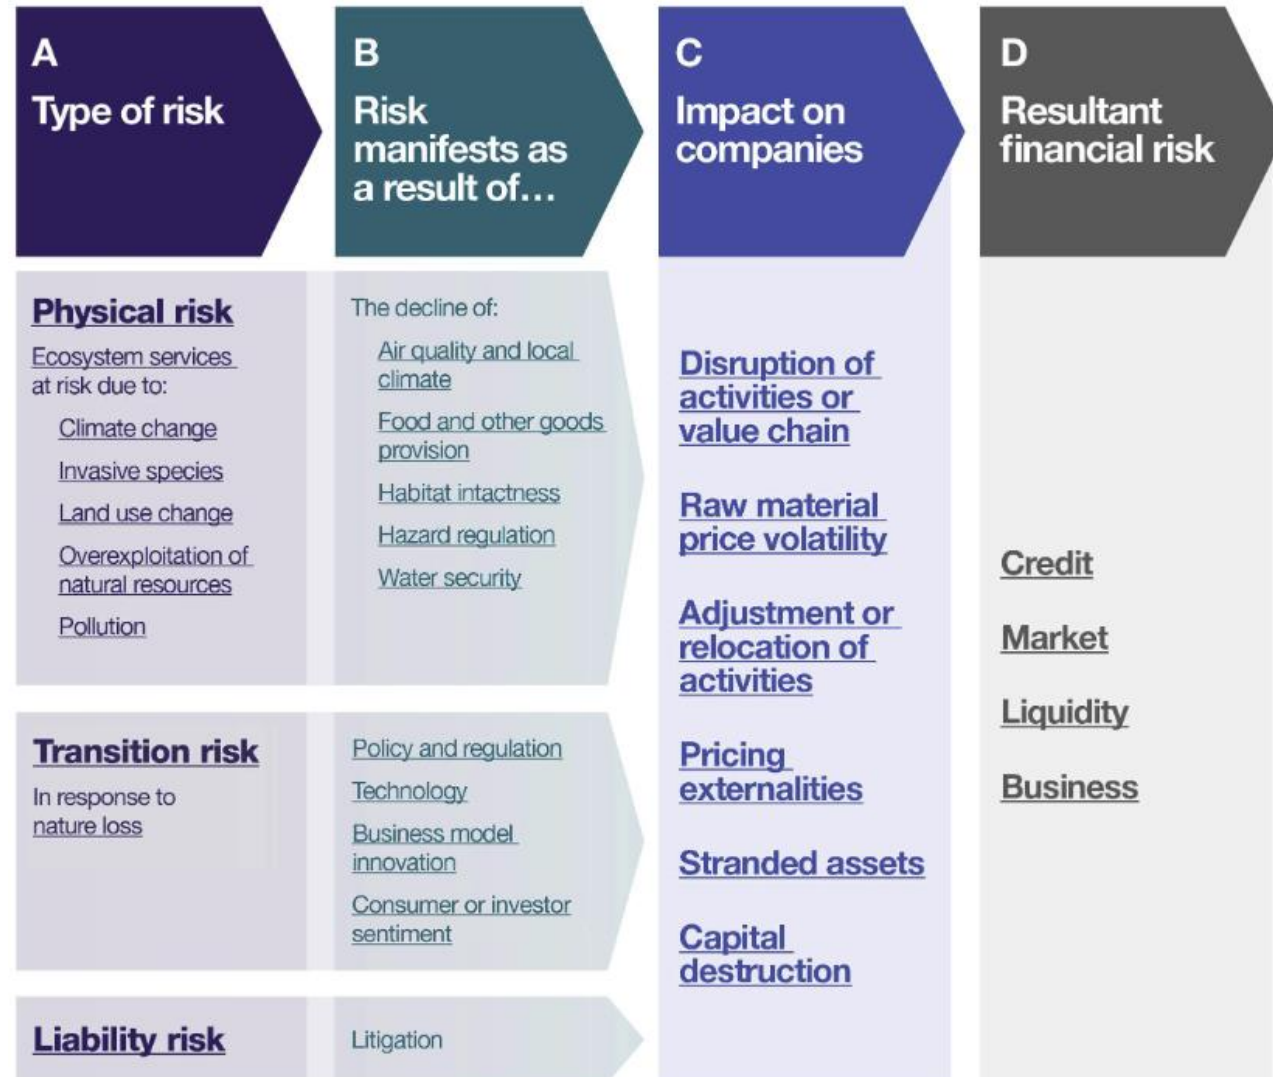 A
Type of risk
B
Risk
manifests as
a result of…
C
Impact on
companies
D
Resultant
financial risk
Physical risk
Ecosystem services
at risk due to:
Climate change
Invasive species
Land use change
Overexploitation of
natural resources
Pollution
The decline of:
Air quality and local
climate
Food and other goods
provision
Habitat intactness
Hazard regulation
Water security
Transition risk
In response to
nature loss
Policy and regulation
Technology
Business model
innovation
Consumer or investor
sentiment
Liability risk
Litigation
Disruption of
activities or
value chain
Raw material
price volatility
Adjustment or
relocation of
activities
Pricing
externalities
Stranded assets
Capital
destruction
Credit
Market
Liquidity
Business